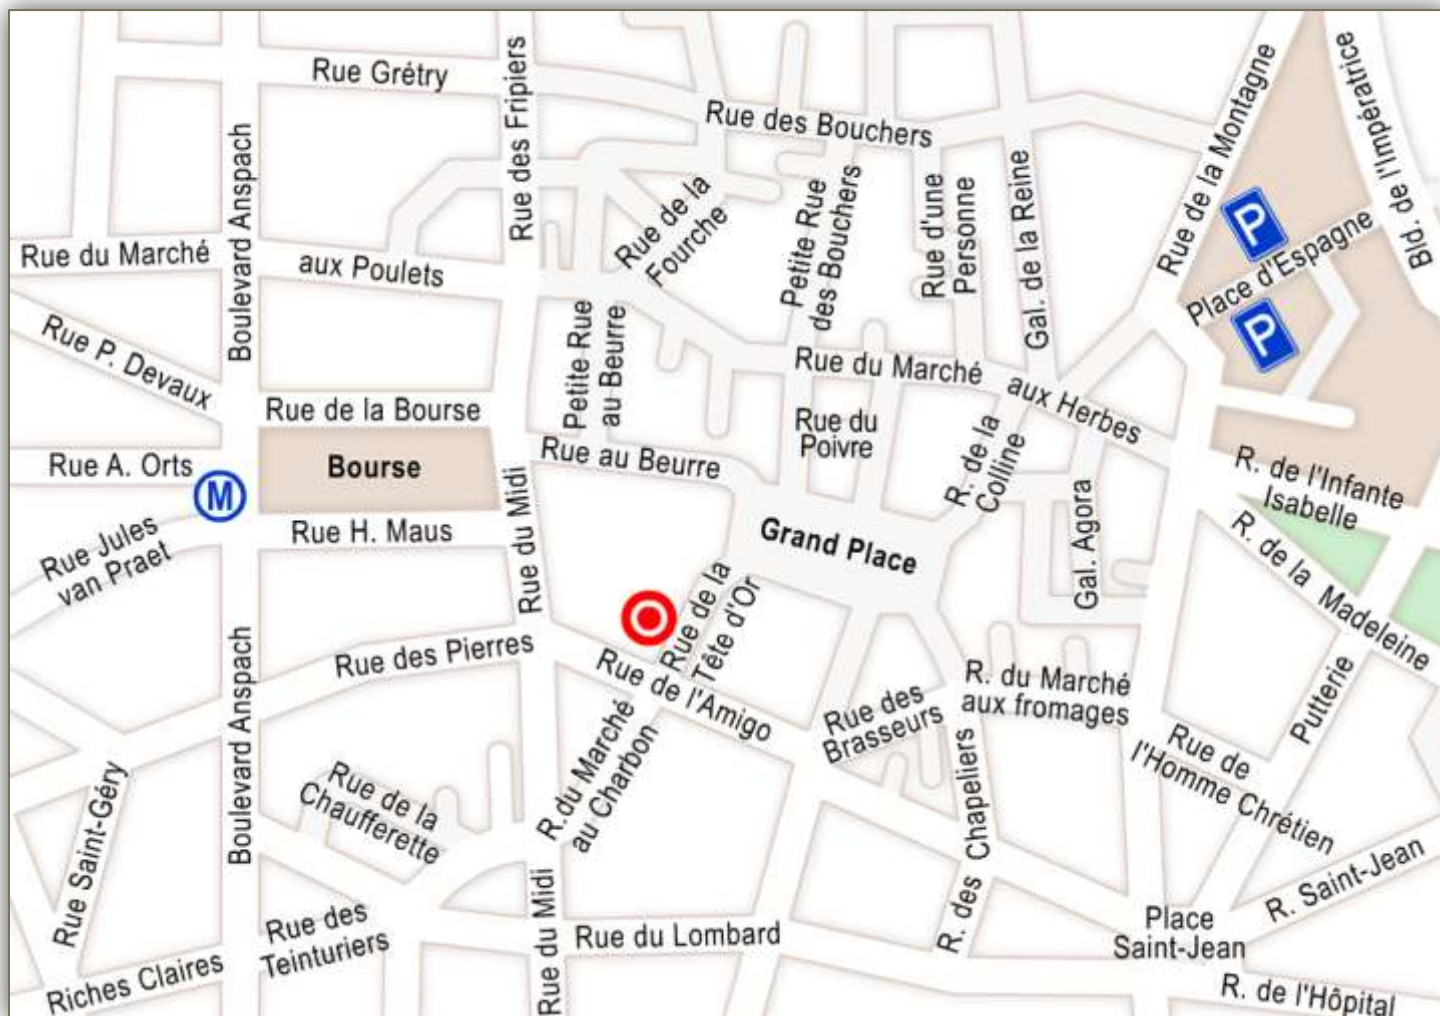 Rue Grétry
Rue des Fripiers
Rue des Bouchers
Rue de la Montagne
Bld. de l'Impératrice
Boulevard Anspach
Rue de la
Fourche
Petite Rue
des Bouchers
Rue d'une
Personne
Gal. de la Reine
P
Place d'Espagne
P
Rue du Marché
aux Poulets
Rue P. Devaux
Petite Rue
au Beurre
Rue du Marché
aux Herbes
Rue de la Bourse
Rue du
Poivre
R. de la
Colline
Rue A. Orts
Bourse
Rue au Beurre
R. de l'Infante
Isabelle
M
Rue du Midi
Gal. Agora
Rue Jules
van Praet
Rue H. Maus
Grand Place
R. de la Madeleine
Rue de la
Tête d'Or
Rue des Pierres
Rue de l'Amigo
R. du Marché
aux fromages
Putterie
Boulevard Anspach
R.du Marché
au Charbon
Rue des
Brasseurs
Rue de
l'Homme Chrétien
Rue Saint-Géry
Rue de la
Chaufferette
R. des Chapeliers
R. Saint-Jean
Rue des
Teinturiers
Rue du Midi
Rue du Lombard
Place
Saint-Jean
Riches Claires
R. de l'Hôpital